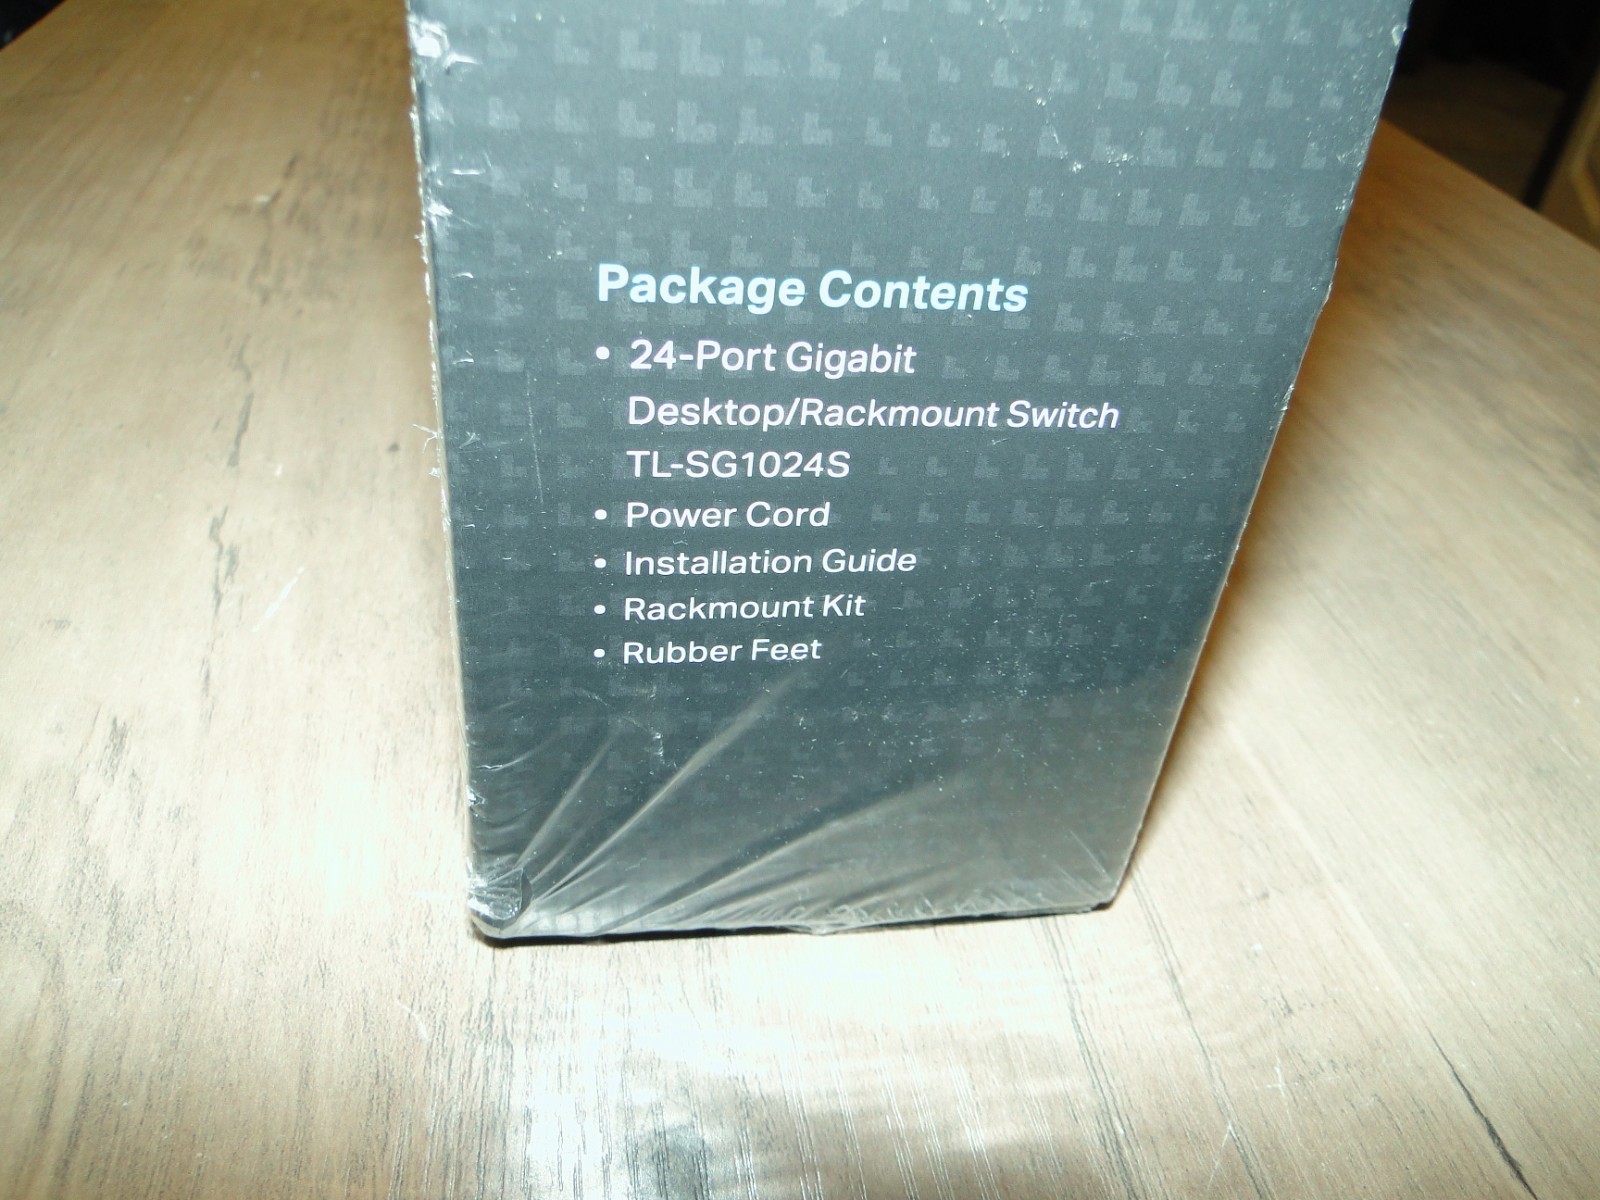 Package Contents
• 24-Port Gigabit
Desktop/Rackmount Switch
TL-SG1024S
• Power Cord
• Installation Guide
• Rackmount Kit
• Rubber Feet